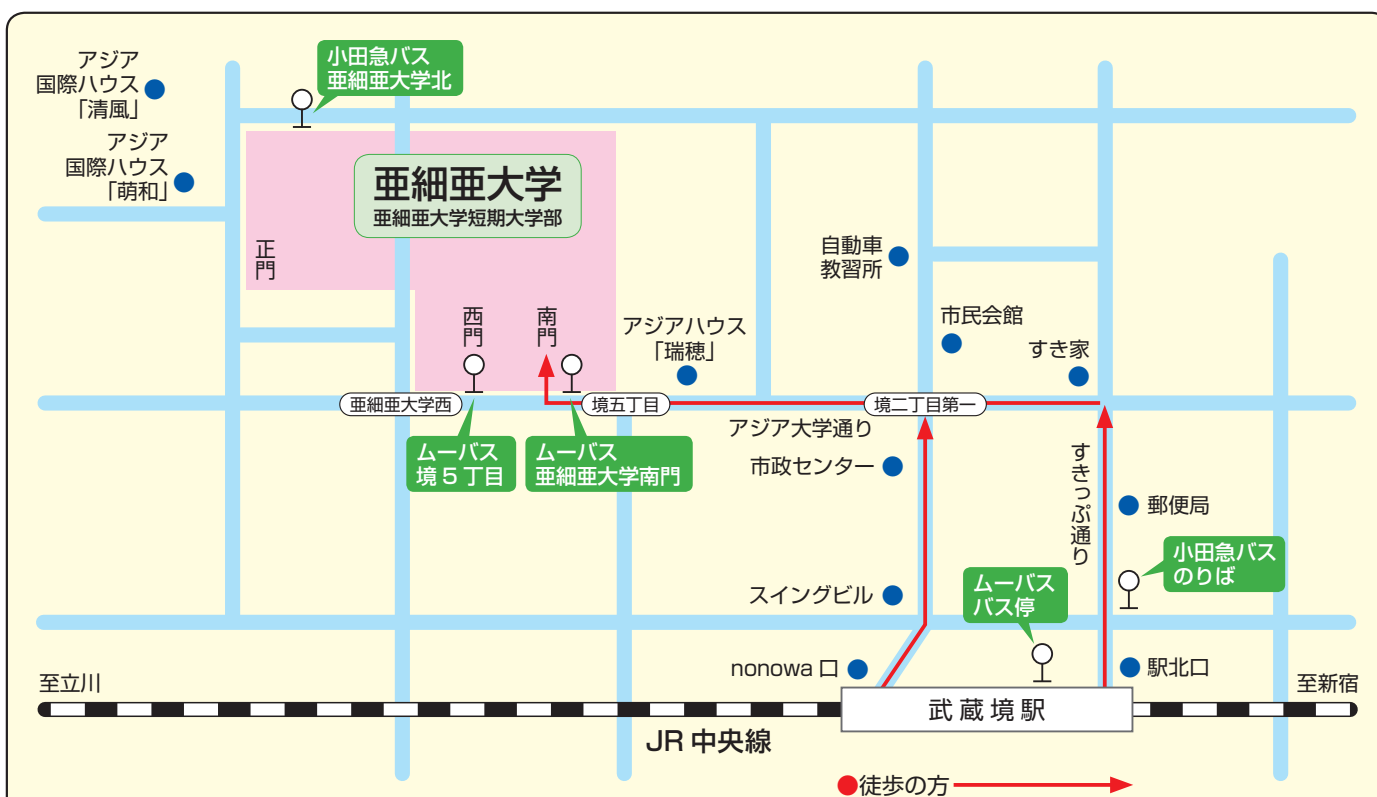 アジア
国際ハウス
「清風」
小田急バス
亜細亜大学北
アジア
国際ハウス
「萌和」
亜細亜大学
亜細亜大学短期大学部
正門
西門
南門
アジアハウス
「瑞穂」
自動車
教習所
市民会館
すき家
亜細亜大学西
境五丁目
境二丁目第一
アジア大学通り
ムーバス
境5丁目
ムーバス
亜細亜大学南門
市政センター
すきっぷ通り
郵便局
小田急バス
のりば
スイングビル
ムーバス
バス停
nonowa口
駅北口
至立川
至新宿
武蔵境駅
JR中央線
●徒歩の方